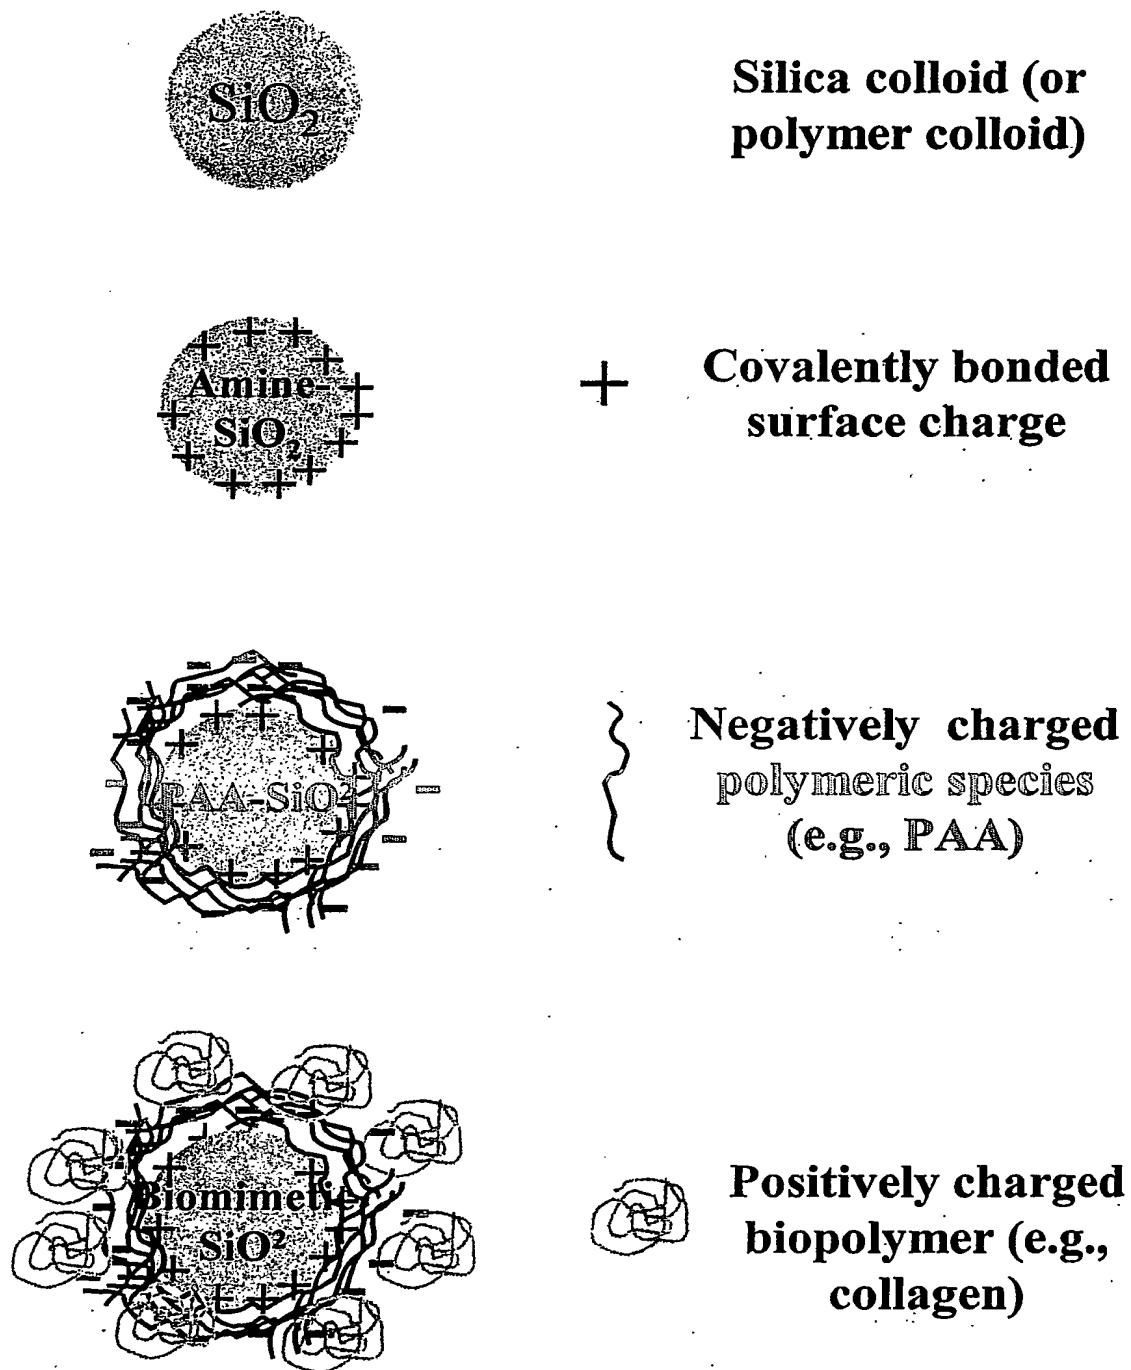 SiO₂
Silica colloid (or
polymer colloid)
Amine-
SiO₂
+
Covalently bonded
surface charge
PAA-SiO²
Negatively charged
polymeric species
(e.g., PAA)
Biomimetic
SiO²
Positively charged
biopolymer (e.g.,
collagen)